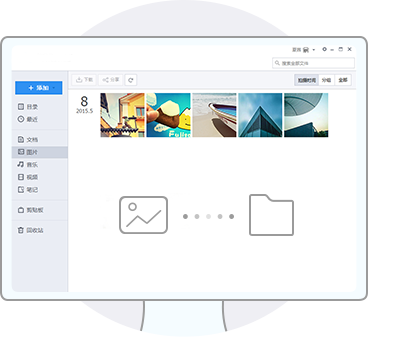 搜索全部文件
+ 添加
下载
分享
拍摄时间
分组
全部
目录
最近
8
2015.5
文档
图片
音乐
视频
笔记
剪贴板
回收站